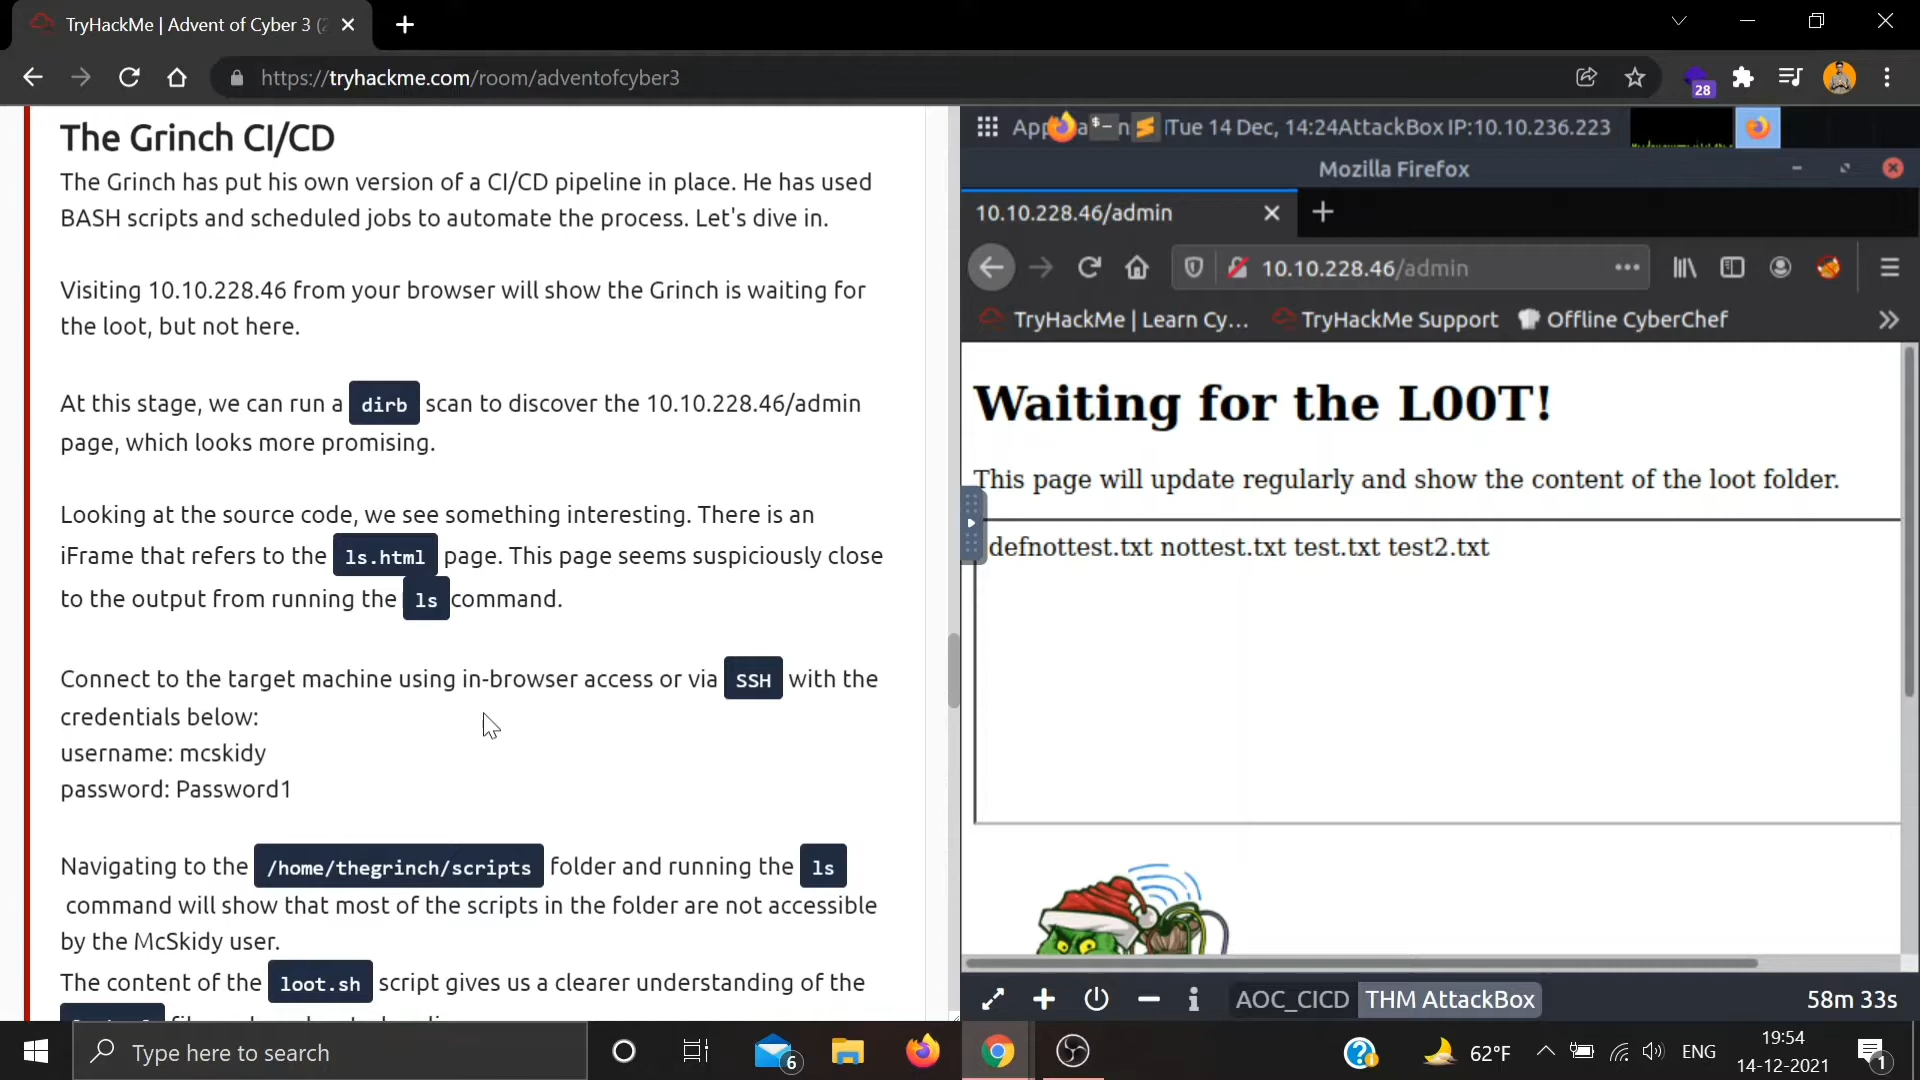 TryHackMe | Advent of Cyber 3 (2
https://tryhackme.com/room/adventofcyber3
28
The Grinch CI/CD
The Grinch has put his own version of a CI/CD pipeline in place. He has used
BASH scripts and scheduled jobs to automate the process. Let's dive in.
Visiting 10.10.228.46 from your browser will show the Grinch is waiting for
the loot, but not here.
At this stage, we can run a dirb scan to discover the 10.10.228.46/admin
page, which looks more promising.
Looking at the source code, we see something interesting. There is an
iFrame that refers to the ls.html page. This page seems suspiciously close
to the output from running the ls command.
Connect to the target machine using in-browser access or via SSH with the
credentials below:
username: mcskidy
password: Password1
Navigating to the /home/thegrinch/scripts folder and running the ls
command will show that most of the scripts in the folder are not accessible
by the McSkidy user.
The content of the loot.sh script gives us a clearer understanding of the
Tue 14 Dec, 14:24 AttackBox IP:10.10.236.223
Mozilla Firefox
10.10.228.46/admin
10.10.228.46/admin
TryHackMe | Learn Cy... TryHackMe Support Offline CyberChef
Waiting for the L00T!
This page will update regularly and show the content of the loot folder.
defnottest.txt nottest.txt test.txt test2.txt
AOC_CICD THM AttackBox 58m 33s
Type here to search
6
62°F
ENG
19:54
14-12-2021
1